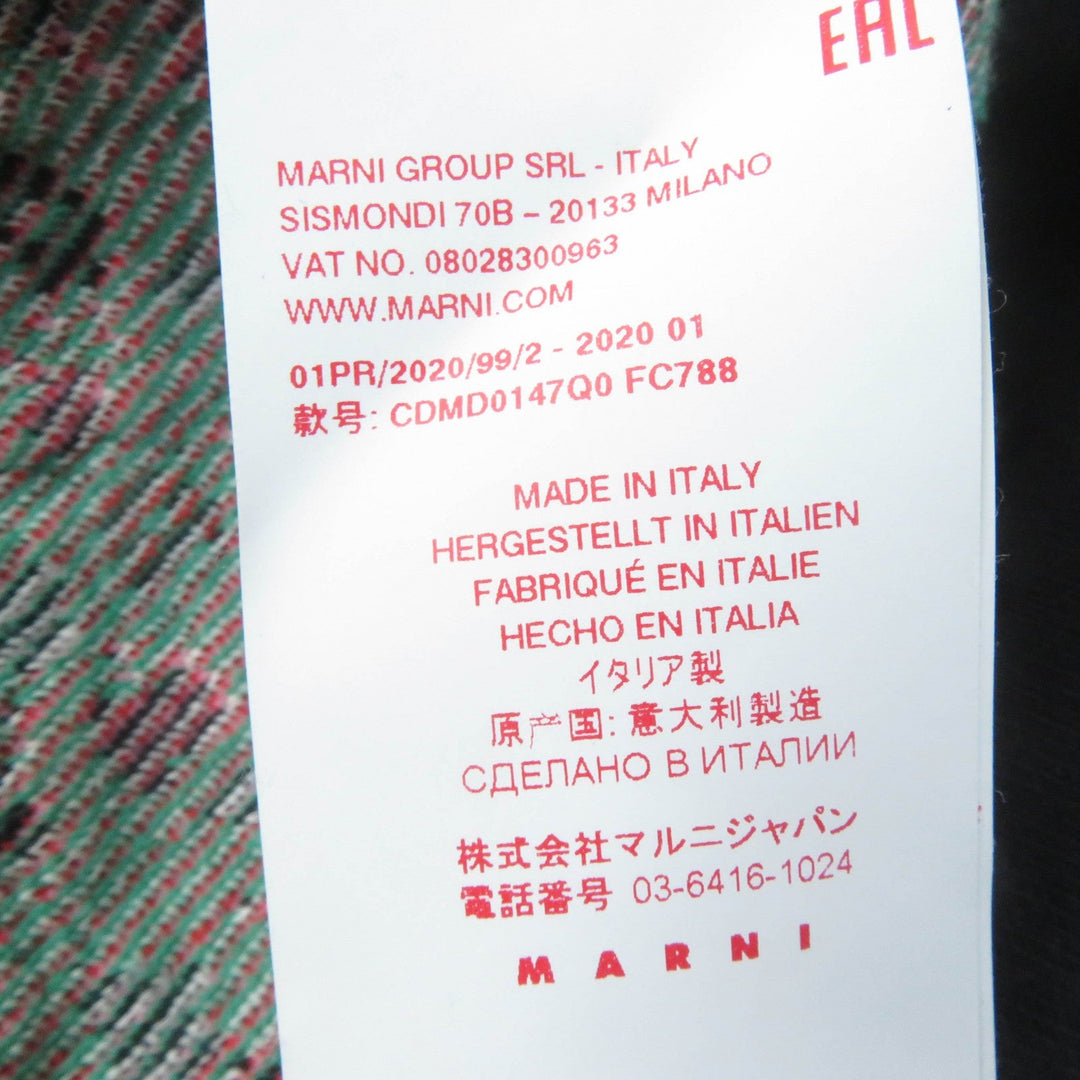 EAC
MARNI GROUP SRL - ITALY
SISMONDI 70B – 20133 MILANO
VAT NO. 08028300963
WWW.MARNI.COM
01PR/2020/99/2 - 2020 01
款号: CDMD0147Q0 FC788
MADE IN ITALY
HERGESTELLT IN ITALIEN
FABRIQUÉ EN ITALIE
HECHO EN ITALIA
イタリア製
原产国: 意大利製造
СДЕЛАНО В ИТАЛИИ
株式会社マルニジャパン
電話番号 03-6416-1024
MARNI